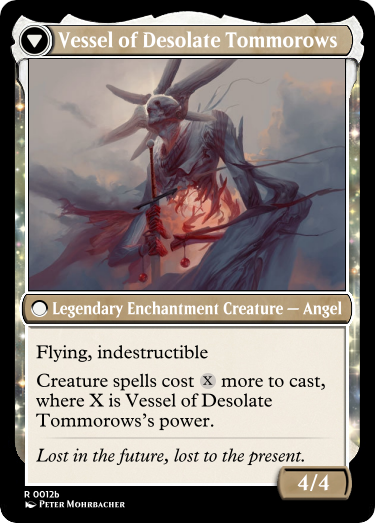 Vessel of Desolate Tommorows
Legendary Enchantment Creature — Angel
Flying, indestructible
Creature spells cost X more to cast,
where X is Vessel of Desolate
Tommorows's power.
Lost in the future, lost to the present.
4/4
R 0012b
Peter Mohrbacher